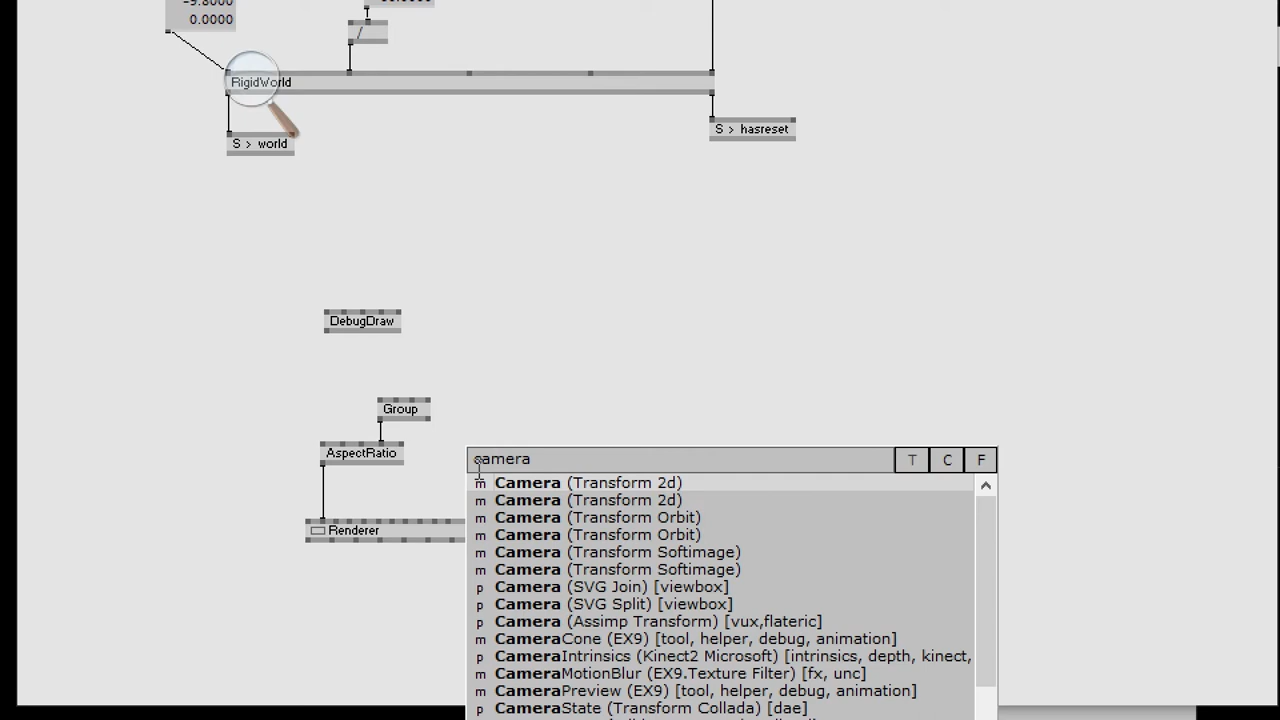 -9.8000
0.0000
/
RigidWorld
S > world
S > hasreset
DebugDraw
Group
AspectRatio
Renderer
camera
T C F
m Camera (Transform 2d)
m Camera (Transform 2d)
m Camera (Transform Orbit)
m Camera (Transform Orbit)
m Camera (Transform Softimage)
m Camera (Transform Softimage)
p Camera (SVG Join) [viewbox]
p Camera (SVG Split) [viewbox]
p Camera (Assimp Transform) [vux,flateric]
m CameraCone (EX9) [tool, helper, debug, animation]
p CameraIntrinsics (Kinect2 Microsoft) [intrinsics, depth, kinect,
m CameraMotionBlur (EX9.Texture Filter) [fx, unc]
m CameraPreview (EX9) [tool, helper, debug, animation]
p CameraState (Transform Collada) [dae]